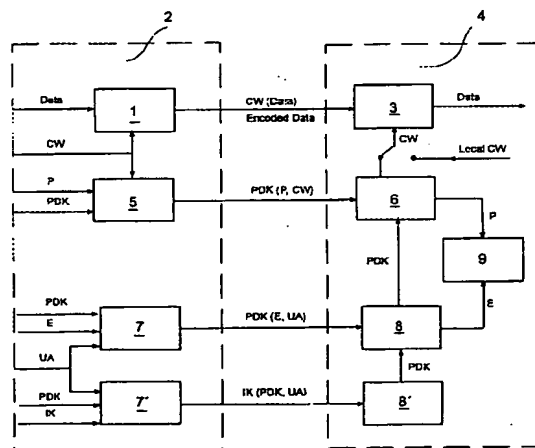 2
4
Data
1
CW (Data)
Encoded Data
3
Data
CW
CW
Local CW
P
PDK
5
PDK (P, CW)
6
P
PDK
9
PDK
E
7
PDK (E, UA)
8
E
UA
PDK
PDK
IK
7´
IK (PDK, UA)
8´